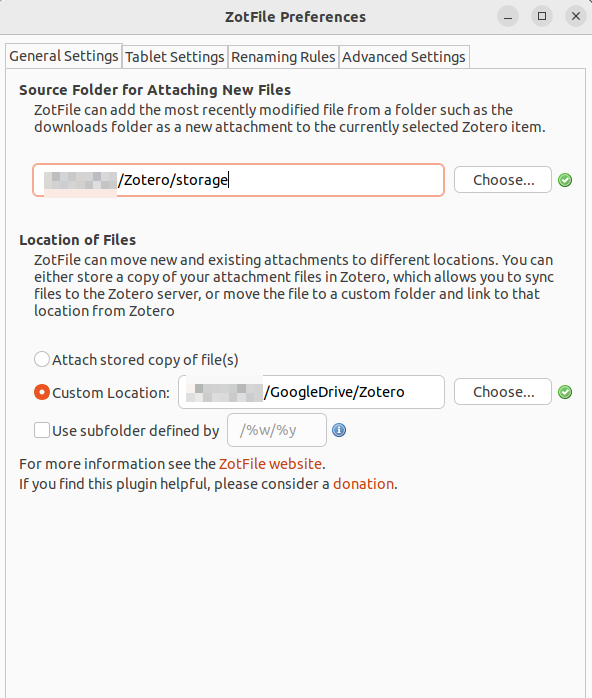 ZotFile Preferences
General Settings Tablet Settings Renaming Rules Advanced Settings
Source Folder for Attaching New Files
ZotFile can add the most recently modified file from a folder such as the
downloads folder as a new attachment to the currently selected Zotero item.
/Zotero/storage Choose...
Location of Files
ZotFile can move new and existing attachments to different locations. You can
either store a copy of your attachment files in Zotero, which allows you to sync
files to the Zotero server, or move the file to a custom folder and link to that
location from Zotero
Attach stored copy of file(s)
Custom Location: /GoogleDrive/Zotero Choose...
Use subfolder defined by /%w/%y
For more information see the ZotFile website.
If you find this plugin helpful, please consider a donation.